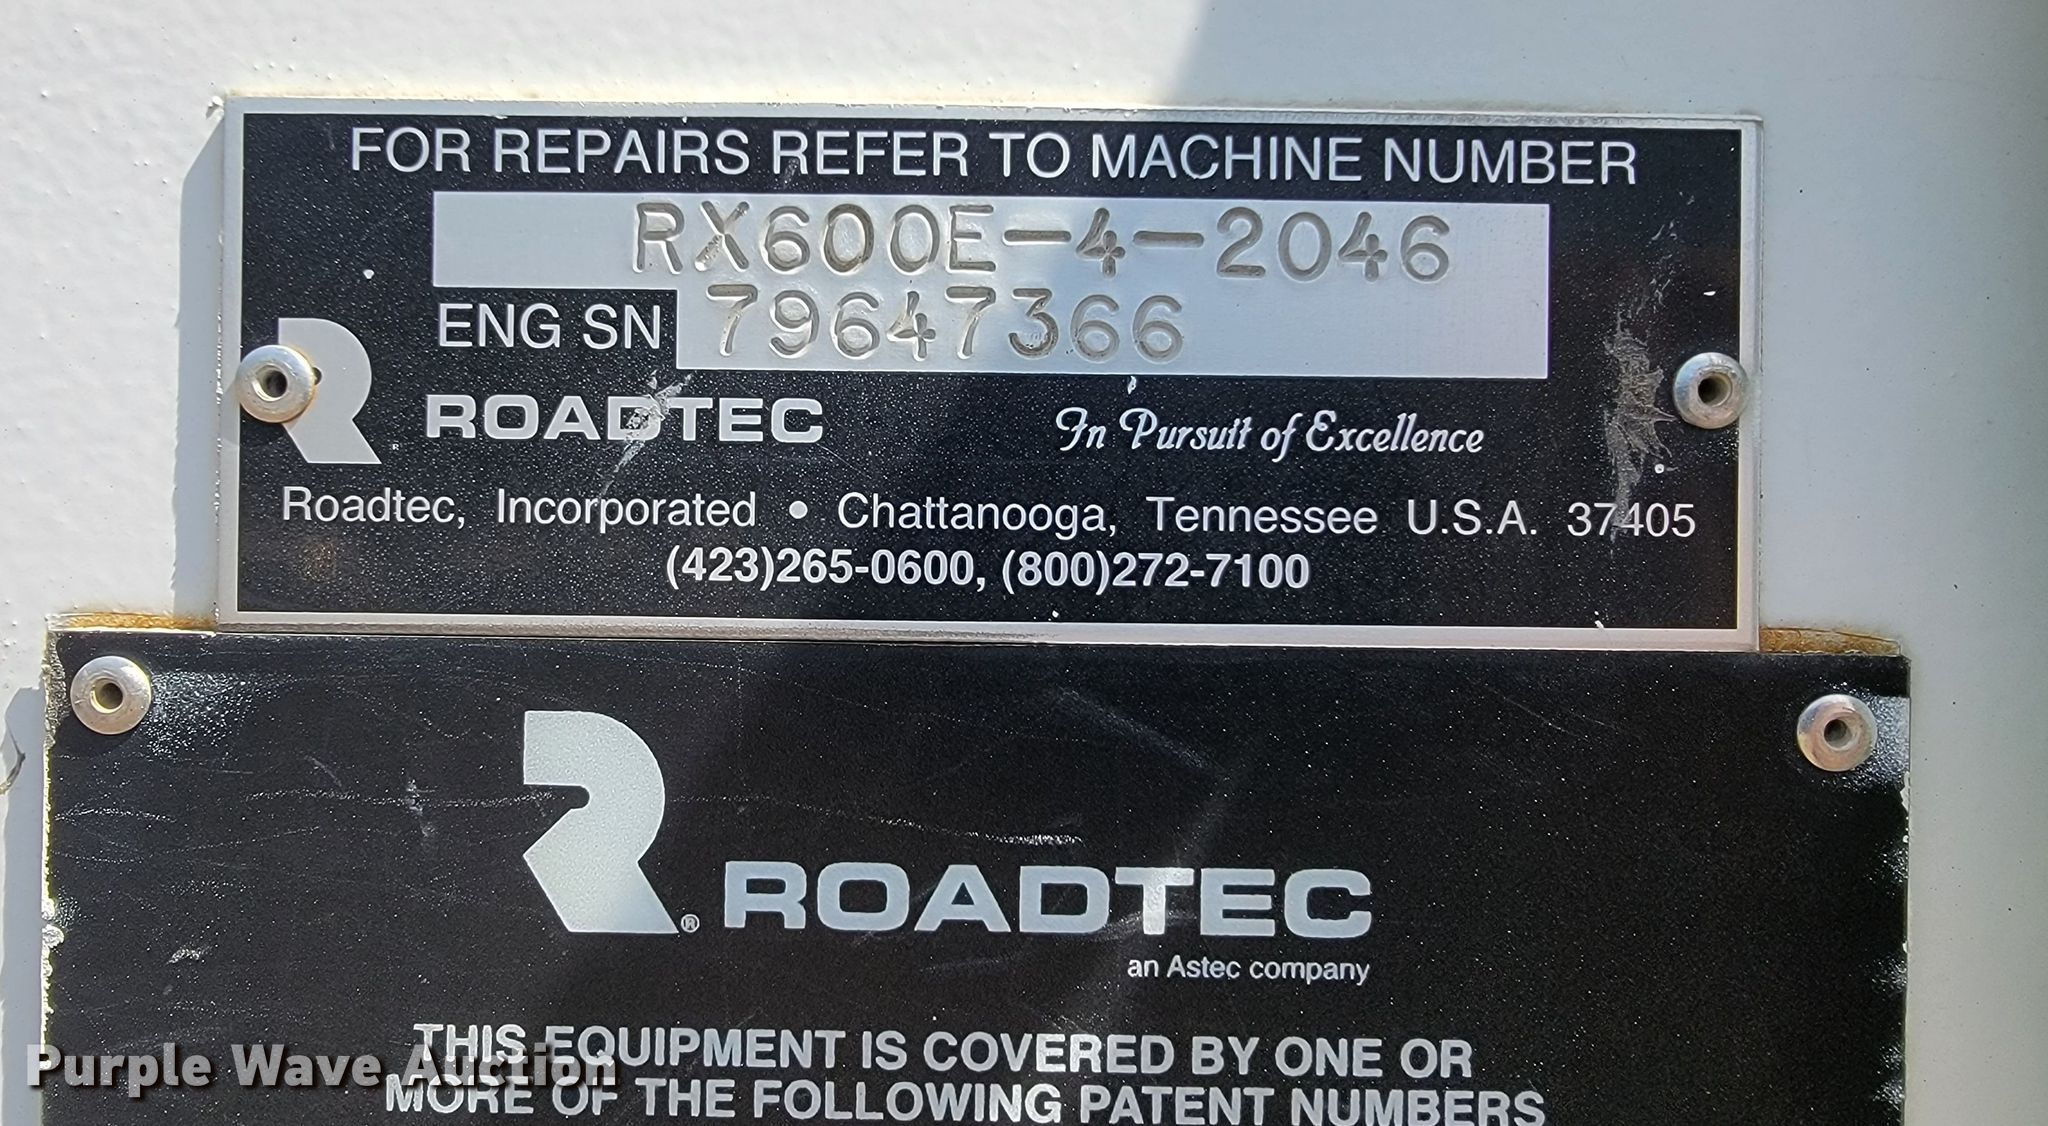 FOR REPAIRS REFER TO MACHINE NUMBER
RX600E-4-2046
ENG SN 79647366
R® ROADTEC In Pursuit of Excellence
Roadtec, Incorporated • Chattanooga, Tennessee U.S.A. 37405
(423)265-0600, (800)272-7100
R® ROADTEC
an Astec company
THIS EQUIPMENT IS COVERED BY ONE OR
MORE OF THE FOLLOWING PATENT NUMBERS
Purple Wave Auction